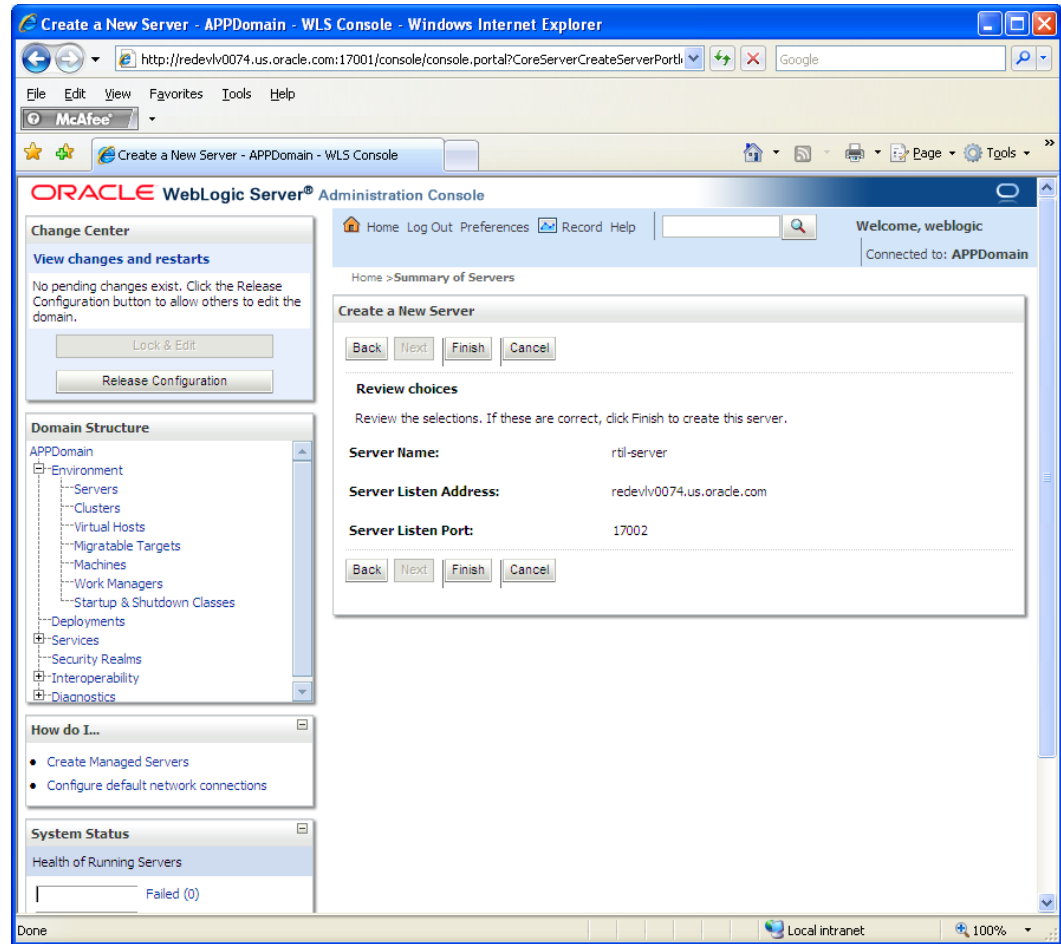 Create a New Server - APPDomain - WLS Console - Windows Internet Explorer
http://redevlv0074.us.oracle.com:17001/console/console.portal?CoreServerCreateServerPortl
Google
File Edit View Favorites Tools Help
McAfee
Create a New Server - APPDomain - WLS Console
Page Tools »
ORACLE WebLogic Server® Administration Console
Change Center
View changes and restarts
No pending changes exist. Click the Release
Configuration button to allow others to edit the
domain.
Lock & Edit
Release Configuration
Domain Structure
APPDomain
Environment
Servers
Clusters
Virtual Hosts
Migratable Targets
Machines
Work Managers
Startup & Shutdown Classes
Deployments
Services
Security Realms
Interoperability
Diagnostics
How do I...
Create Managed Servers
Configure default network connections
System Status
Health of Running Servers
Failed (0)
Home Log Out Preferences Record Help
Welcome, weblogic
Connected to: APPDomain
Home >Summary of Servers
Create a New Server
Back Next Finish Cancel
Review choices
Review the selections. If these are correct, click Finish to create this server.
Server Name: rtil-server
Server Listen Address: redevlv0074.us.oracle.com
Server Listen Port: 17002
Back Next Finish Cancel
Done Local intranet 100%